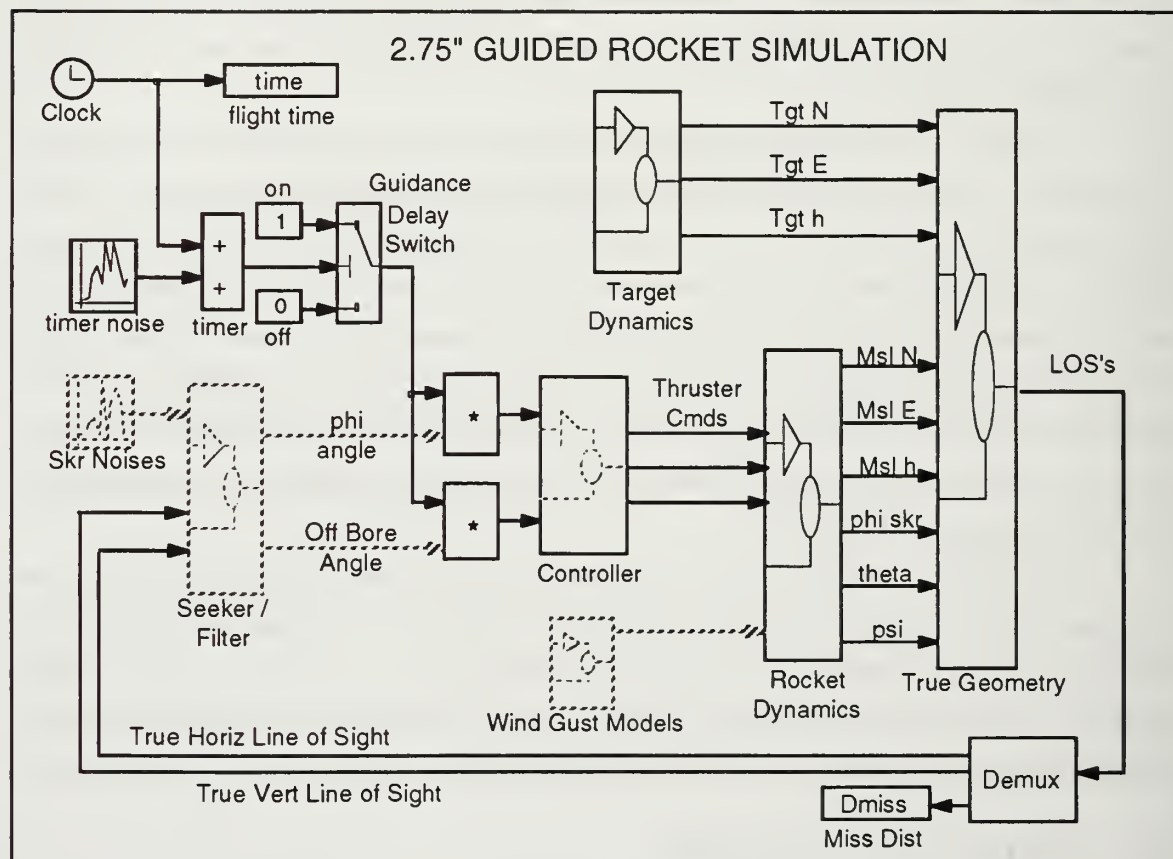 2.75" GUIDED ROCKET SIMULATION
Clock
time
flight time
Tgt N
Tgt E
Tgt h
Target
Dynamics
on
1
Guidance
Delay
Switch
+
+
timer noise
timer
0
off
Skr Noises
phi
angle
*
Off Bore
Angle
*
Seeker /
Filter
Controller
Thruster
Cmds
Msl N
Msl E
Msl h
phi skr
theta
psi
LOS's
Rocket
Dynamics
True Geometry
Wind Gust Models
True Horiz Line of Sight
True Vert Line of Sight
Demux
Dmiss
Miss Dist